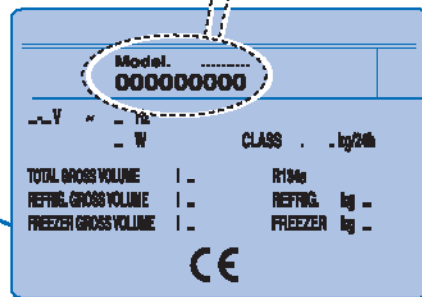 Model. ...........
000000000
--.-- V ~ -- Hz
-- W CLASS . -- kg/24h
TOTAL GROSS VOLUME l -- R134a
REFRIG. GROSS VOLUME l -- REFRIG. kg --
FREEZER GROSS VOLUME l -- FREEZER kg --
CE